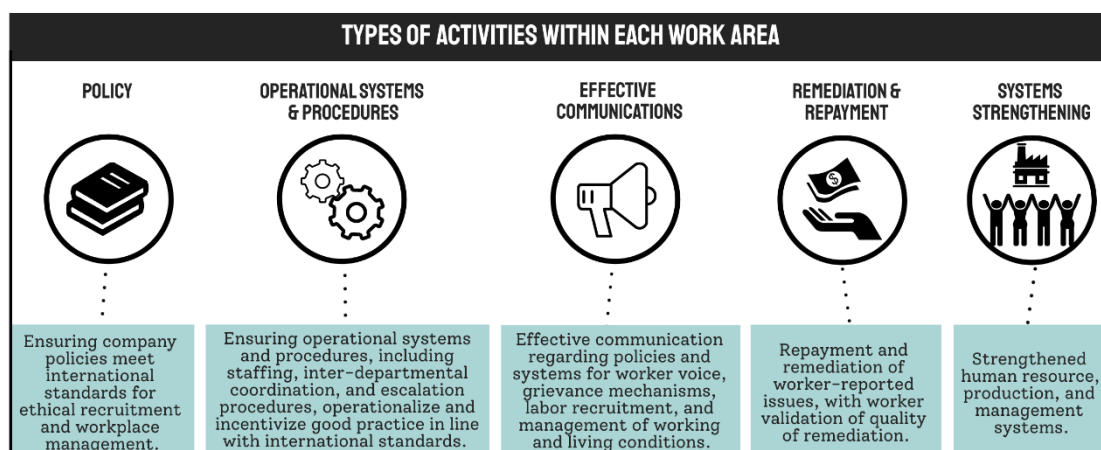 TYPES OF ACTIVITIES WITHIN EACH WORK AREA
POLICY
Ensuring company
policies meet
international
standards for
ethical recruitment
and workplace
management.
OPERATIONAL SYSTEMS
& PROCEDURES
Ensuring operational systems
and procedures, including
staffing, inter-departmental
coordination, and escalation
procedures, operationalize and
incentivize good practice in line
with international standards.
EFFECTIVE
COMMUNICATIONS
Effective communication
regarding policies and
systems for worker voice,
grievance mechanisms,
labor recruitment, and
management of working
and living conditions.
REMEDIATION &
REPAYMENT
$
Repayment and
remediation of
worker-reported
issues, with worker
validation of quality
of remediation.
SYSTEMS
STRENGTHENING
Strengthened
human resource,
production, and
management
systems.